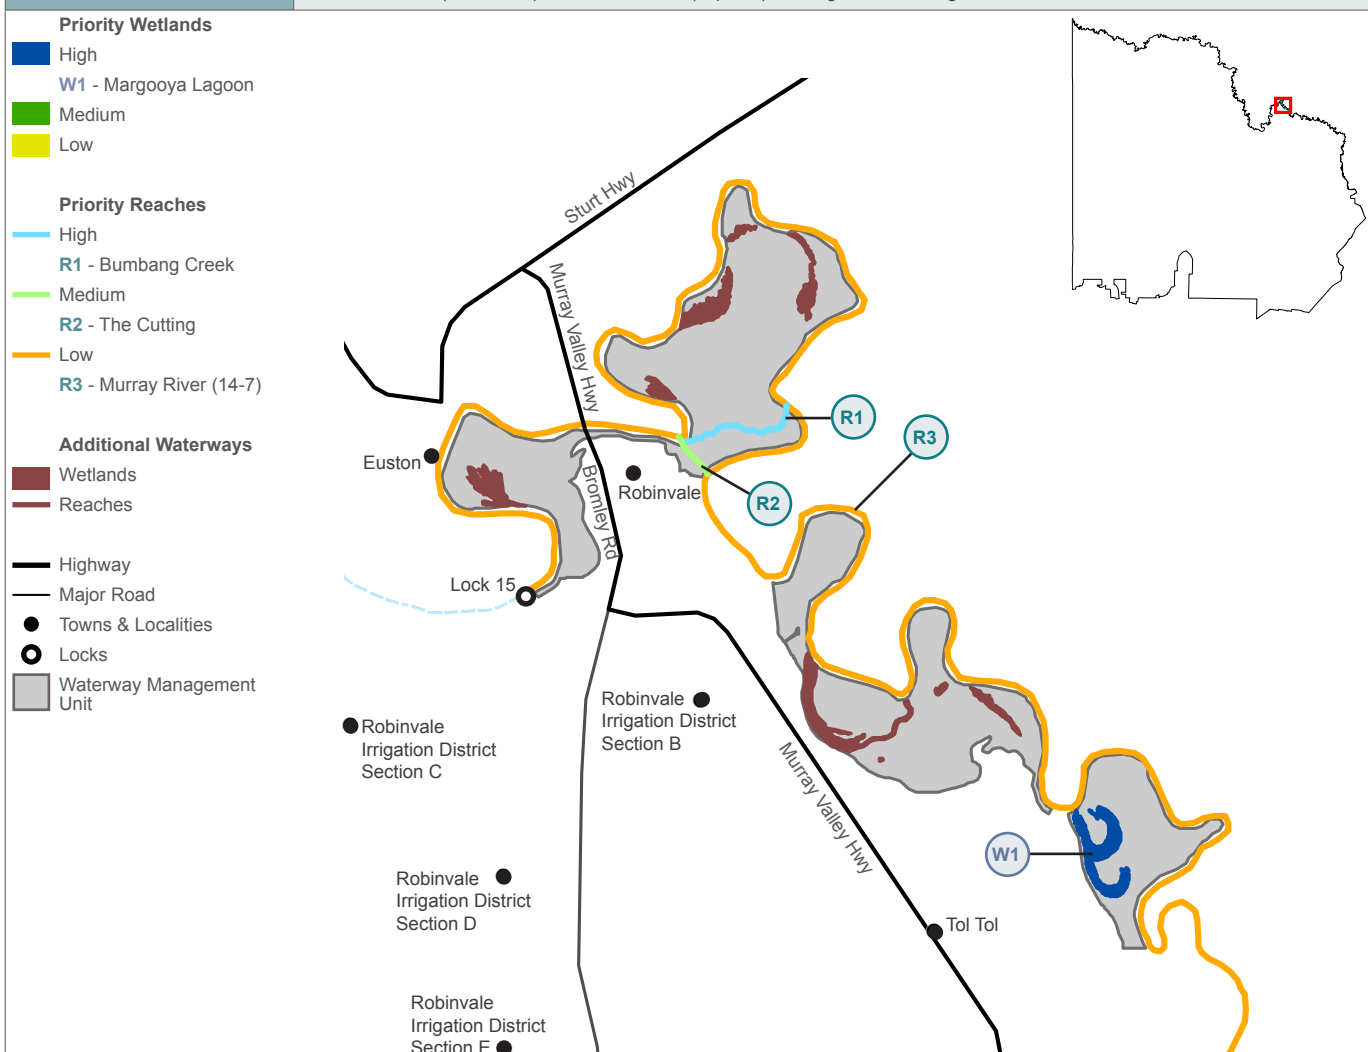 Priority Wetlands
High
W1 - Margooya Lagoon
Medium
Low
Priority Reaches
High
R1 - Bumbang Creek
Medium
R2 - The Cutting
Low
R3 - Murray River (14-7)
Additional Waterways
Wetlands
Reaches
Highway
Major Road
Towns & Localities
Locks
Waterway Management
Unit
Sturt Hwy
Murray Valley Hwy
R1
R3
Euston
Robinvale
R2
Bromley Rd
Lock 15
Robinvale
Irrigation District
Section B
Robinvale
Irrigation District
Section C
Murray Valley Hwy
W1
Robinvale
Irrigation District
Section D
Tol Tol
Robinvale
Irrigation District
Section E